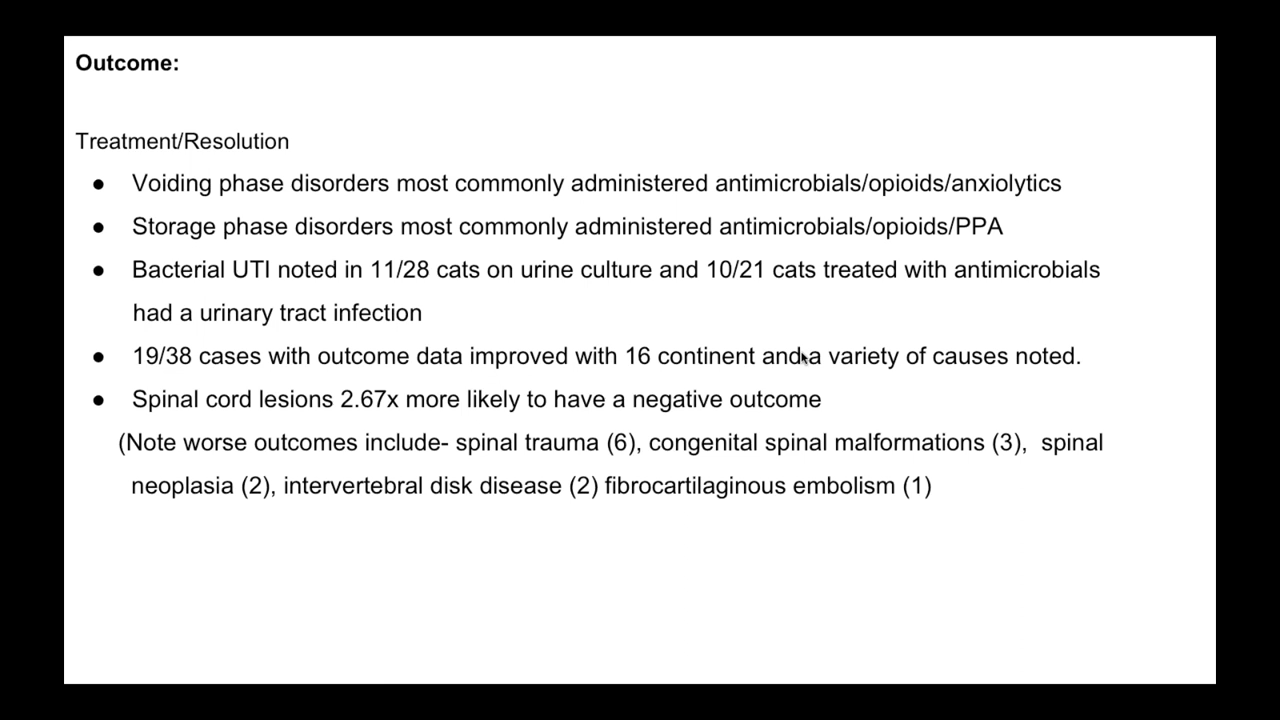 Outcome:
Treatment/Resolution
● Voiding phase disorders most commonly administered antimicrobials/opioids/anxiolytics
● Storage phase disorders most commonly administered antimicrobials/opioids/PPA
● Bacterial UTI noted in 11/28 cats on urine culture and 10/21 cats treated with antimicrobials
had a urinary tract infection
● 19/38 cases with outcome data improved with 16 continent and a variety of causes noted.
● Spinal cord lesions 2.67x more likely to have a negative outcome
(Note worse outcomes include- spinal trauma (6), congenital spinal malformations (3),  spinal
neoplasia (2), intervertebral disk disease (2) fibrocartilaginous embolism (1)